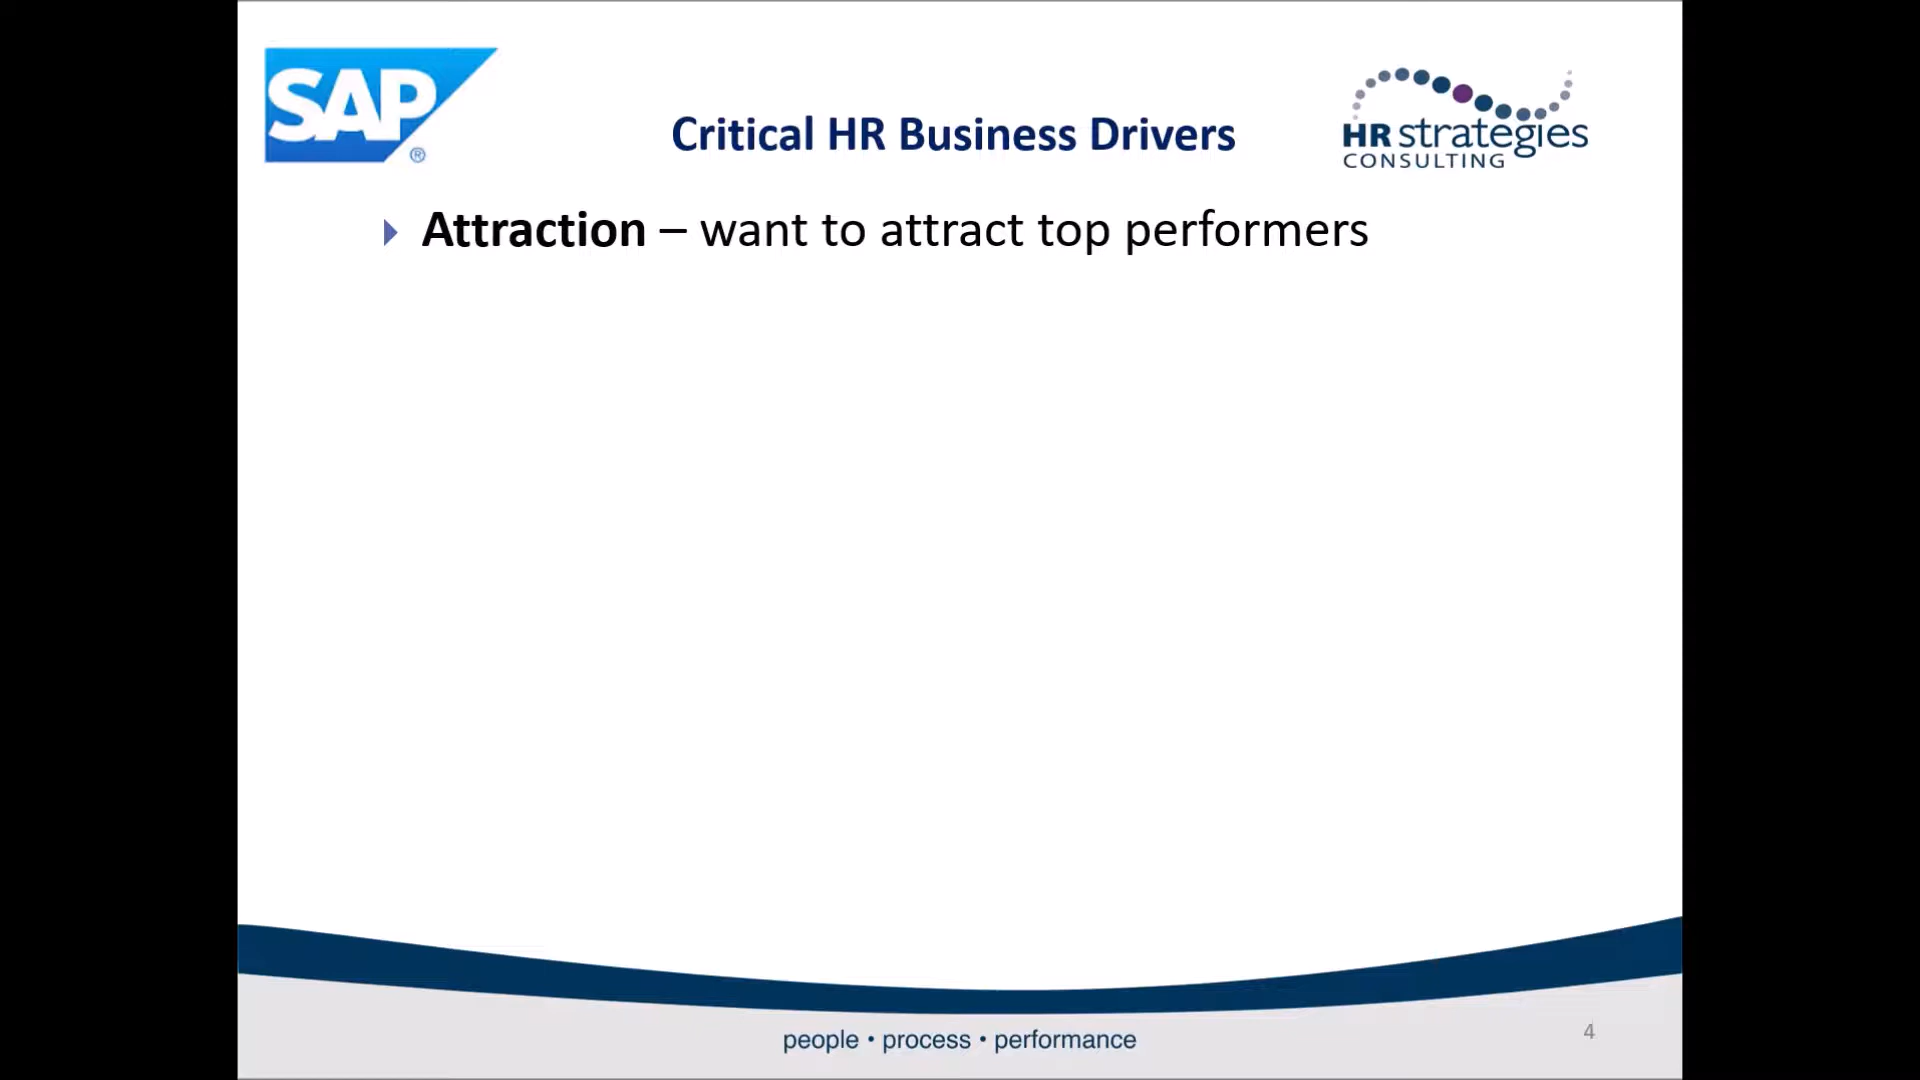 SAP
®
Critical HR Business Drivers
HR strategies
CONSULTING
Attraction – want to attract top performers
people • process • performance
4